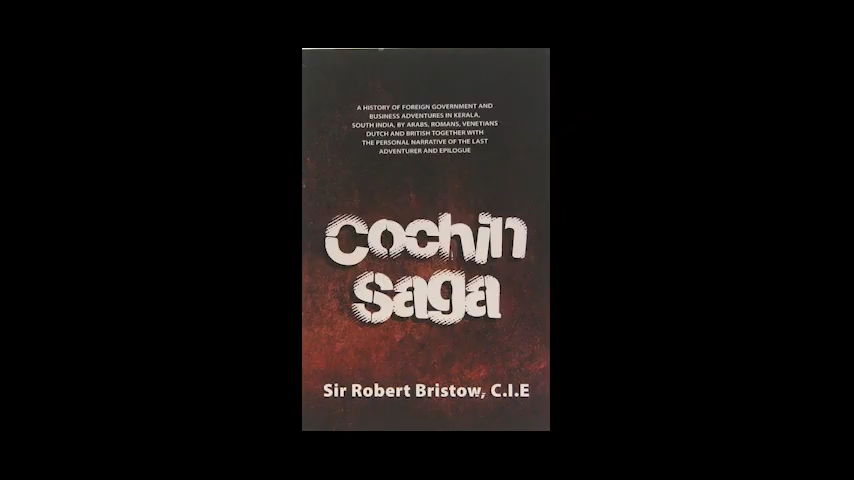 A HISTORY OF FOREIGN GOVERNMENT AND
BUSINESS ADVENTURES IN KERALA,
SOUTH INDIA, BY ARABS, ROMANS, VENETIANS
DUTCH AND BRITISH TOGETHER WITH
THE PERSONAL NARRATIVE OF THE LAST
ADVENTURER AND EPILOGUE
Cochin
saga
Sir Robert Bristow, C.I.E